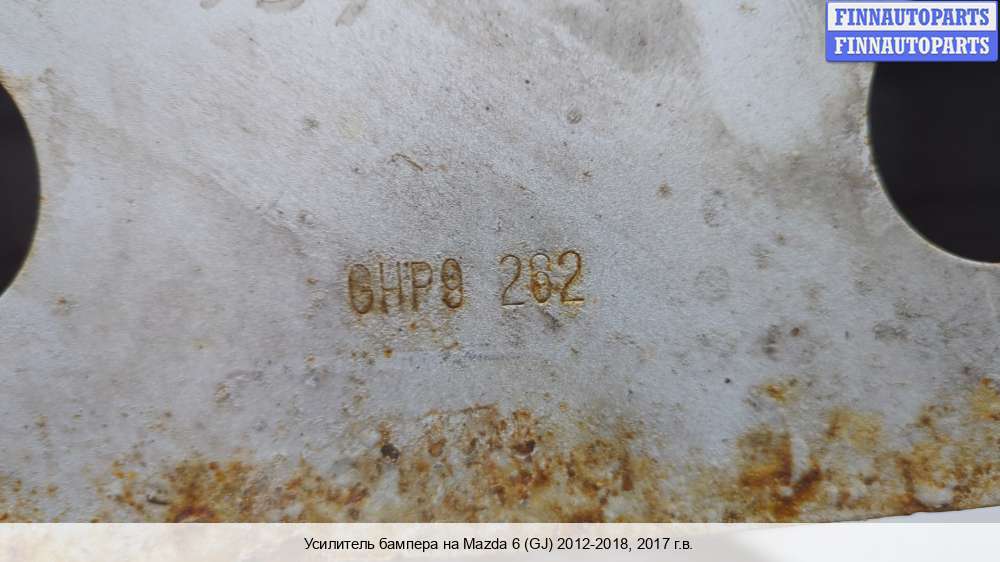 FINNAUTOPARTS
FINNAUTOPARTS
GHP9 262
Усилитель бампера на Mazda 6 (GJ) 2012-2018, 2017 г.в.